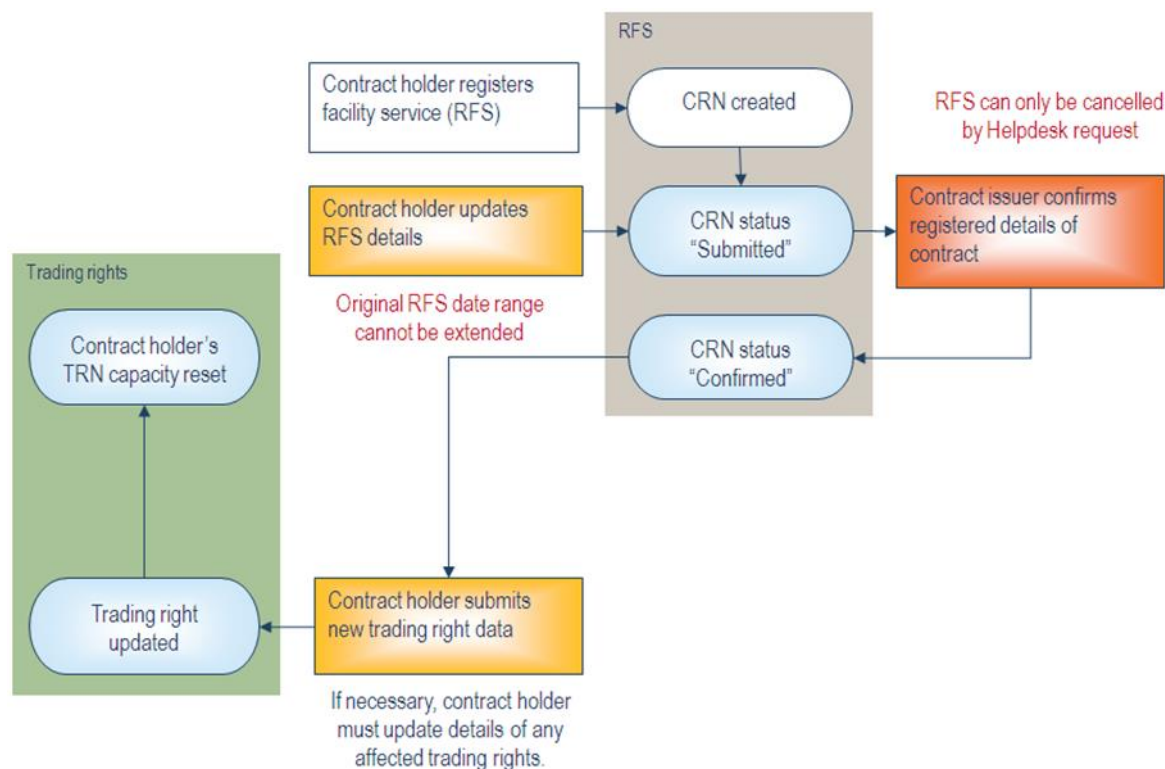 RFS
Contract holder registers
facility service (RFS)
CRN created
RFS can only be cancelled
by Helpdesk request
Contract holder updates
RFS details
CRN status
“Submitted”
Contract issuer confirms
registered details of
contract
Original RFS date range
cannot be extended
CRN status
“Confirmed”
Trading rights
Contract holder’s
TRN capacity reset
Trading right
updated
Contract holder submits
new trading right data
If necessary, contract holder
must update details of any
affected trading rights.